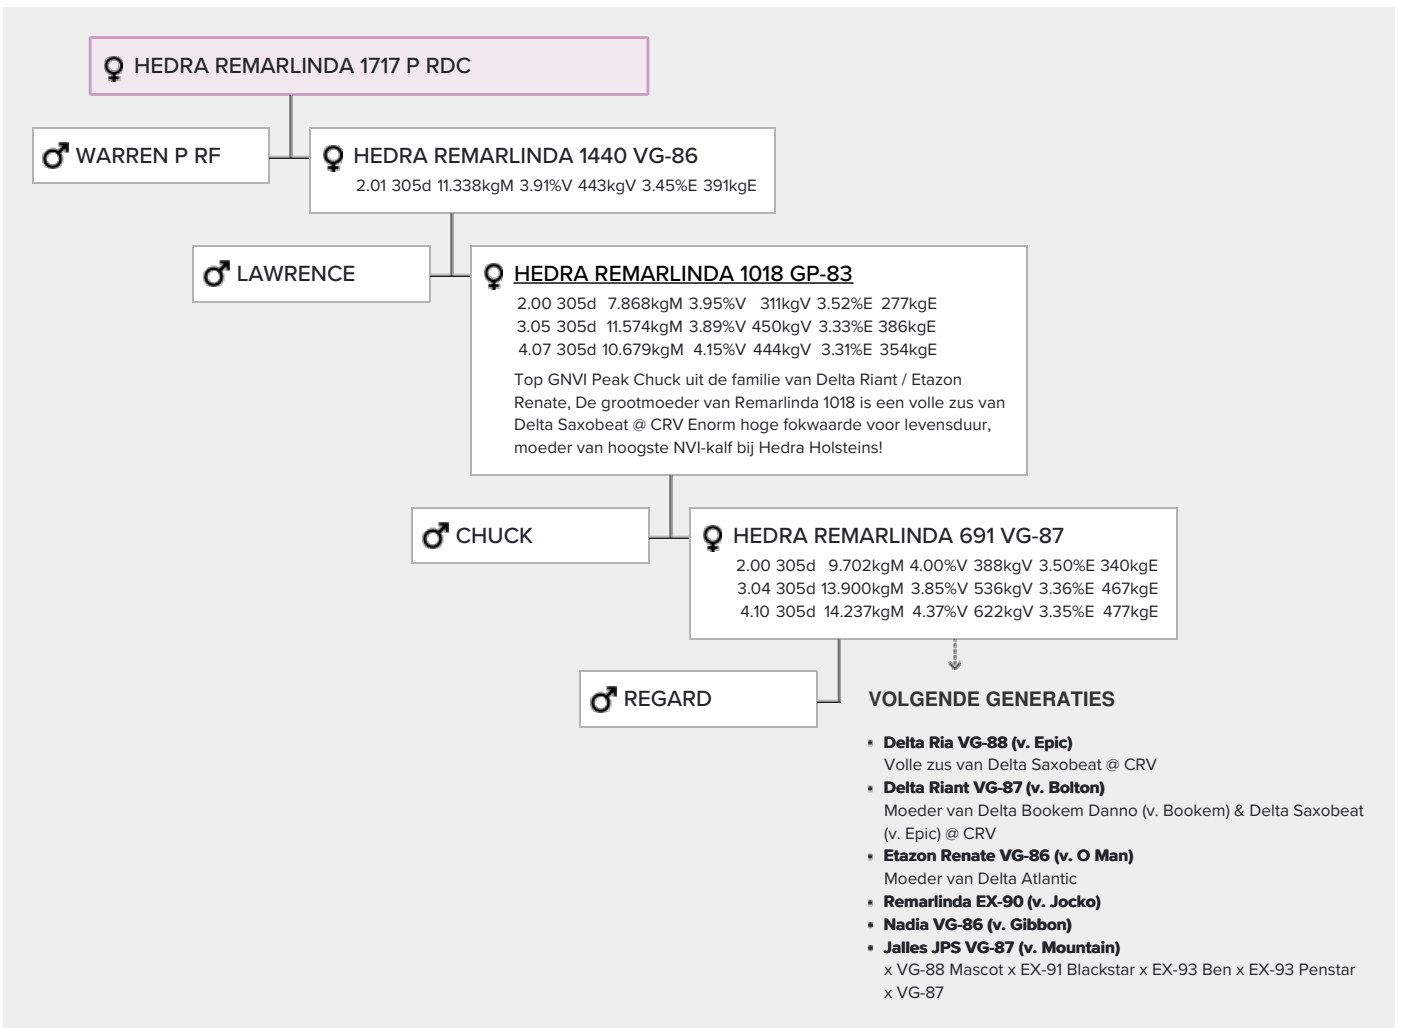 HEDRA REMARLINDA 1717 P RDC
WARREN P RF
HEDRA REMARLINDA 1440 VG-86
2.01 305d 11.338kgM 3.91%V 443kgV 3.45%E 391kgE
LAWRENCE
HEDRA REMARLINDA 1018 GP-83
2.00 305d 7.868kgM 3.95%V 311kgV 3.52%E 277kgE
3.05 305d 11.574kgM 3.89%V 450kgV 3.33%E 386kgE
4.07 305d 10.679kgM 4.15%V 444kgV 3.31%E 354kgE
Top GNVI Peak Chuck uit de familie van Delta Riant / Etazon
Renate, De grootmoeder van Remarlinda 1018 is een volle zus van
Delta Saxobeat @ CRV Enorm hoge fokwaarde voor levensduur,
moeder van hoogste NVI-kalf bij Hedra Holsteins!
CHUCK
HEDRA REMARLINDA 691 VG-87
2.00 305d 9.702kgM 4.00%V 388kgV 3.50%E 340kgE
3.04 305d 13.900kgM 3.85%V 536kgV 3.36%E 467kgE
4.10 305d 14.237kgM 4.37%V 622kgV 3.35%E 477kgE
REGARD
VOLGENDE GENERATIES
▪ Delta Ria VG-88 (v. Epic)
Volle zus van Delta Saxobeat @ CRV
▪ Delta Riant VG-87 (v. Bolton)
Moeder van Delta Bookem Danno (v. Bookem) & Delta Saxobeat
(v. Epic) @ CRV
▪ Etazon Renate VG-86 (v. O Man)
Moeder van Delta Atlantic
▪ Remarlinda EX-90 (v. Jocko)
▪ Nadia VG-86 (v. Gibbon)
▪ Jalles JPS VG-87 (v. Mountain)
x VG-88 Mascot x EX-91 Blackstar x EX-93 Ben x EX-93 Penstar
x VG-87